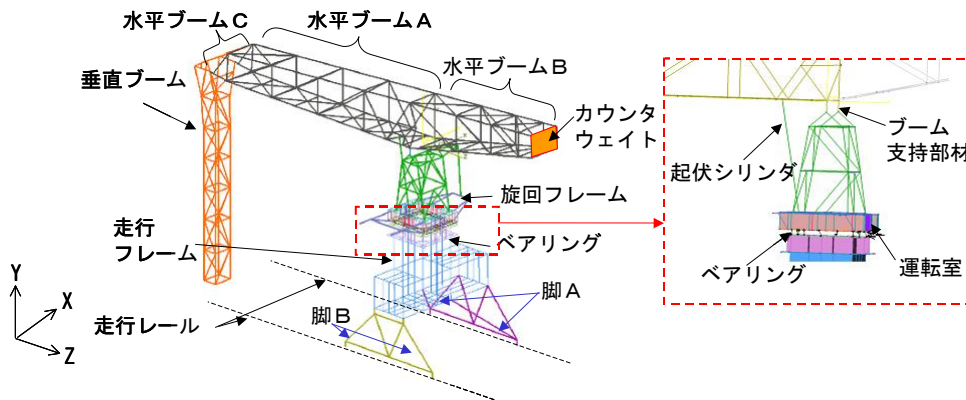 水平ブームC
水平ブームA
水平ブームB
垂直ブーム
カウンタ
ウェイト
旋回フレーム
走行
フレーム
ベアリング
脚A
脚B
走行レール
Y
X
Z
ブーム
支持部材
起伏シリンダ
ベアリング
運転室